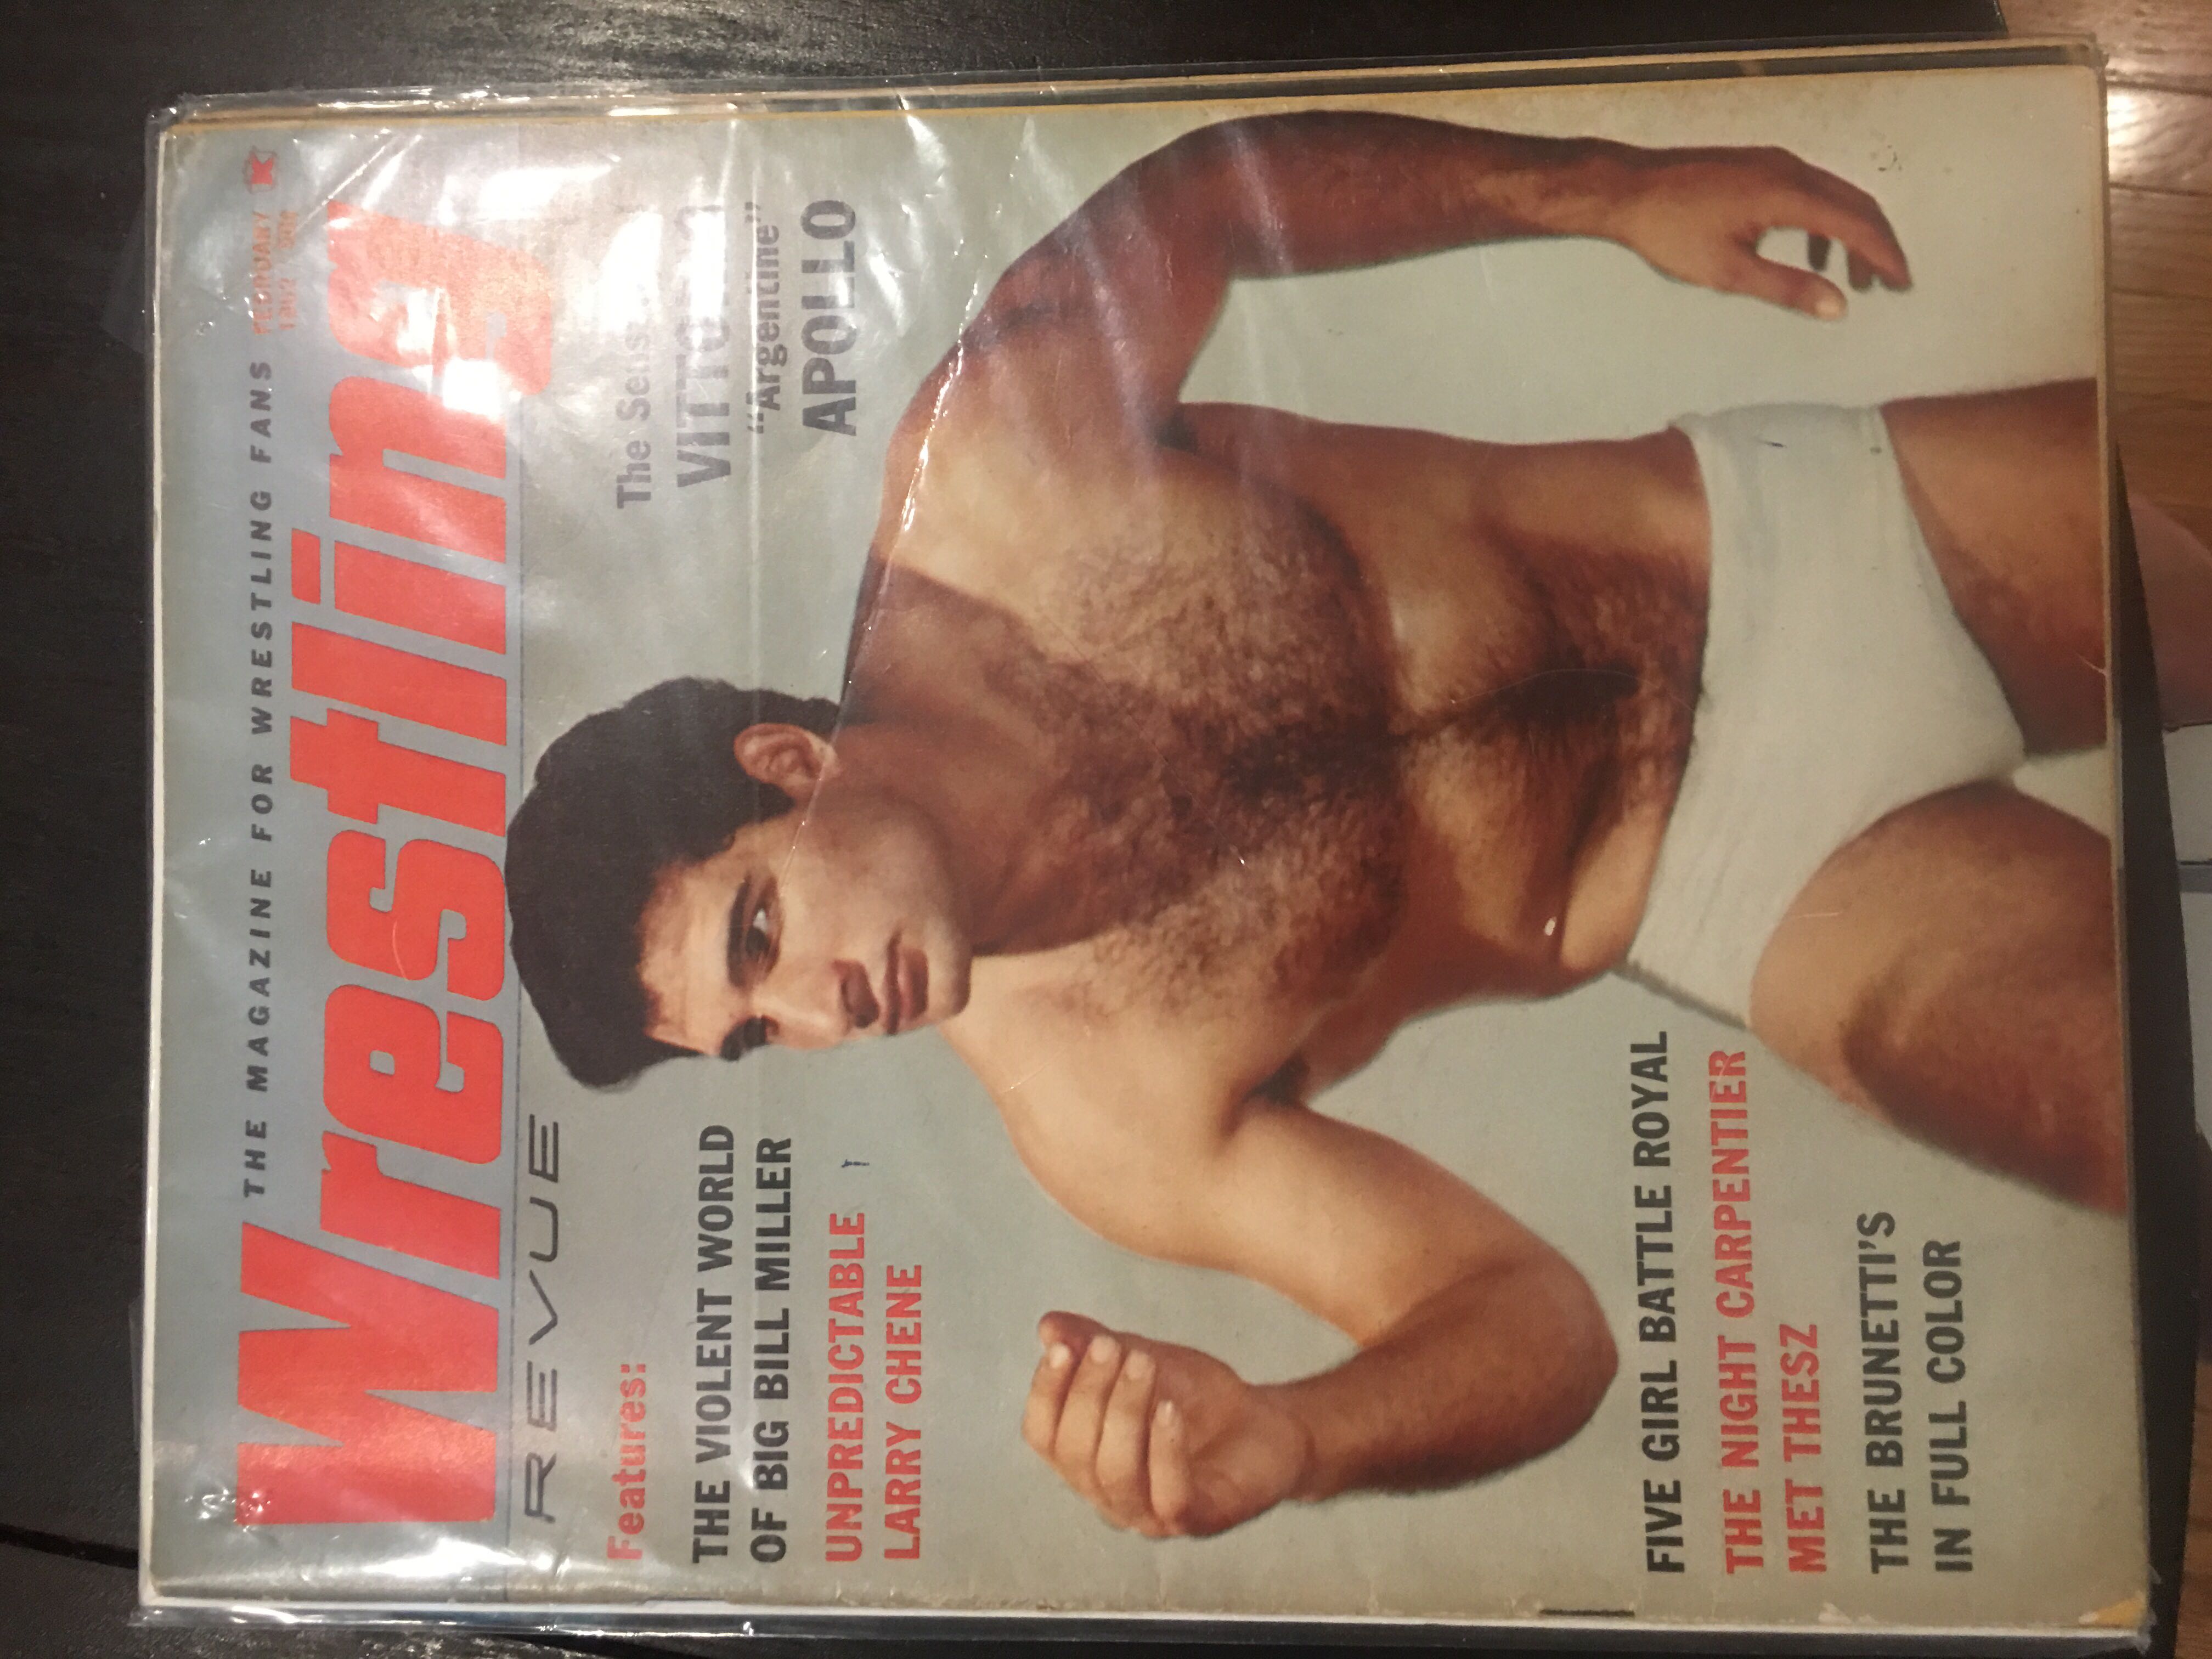 THE MAGAZINE FOR WRESTLING FANS
FEBRUARY
K
Wrestling
REVUE
Features:
THE VIOLENT WORLD
OF BIG BILL MILLER
UNPREDICTABLE
LARRY CHENE
The
"Argentine"
APOLLO
FIVE GIRL BATTLE ROYAL
THE NIGHT CARPENTIER
MET THESZ
THE BRUNETTI'S
IN FULL COLOR